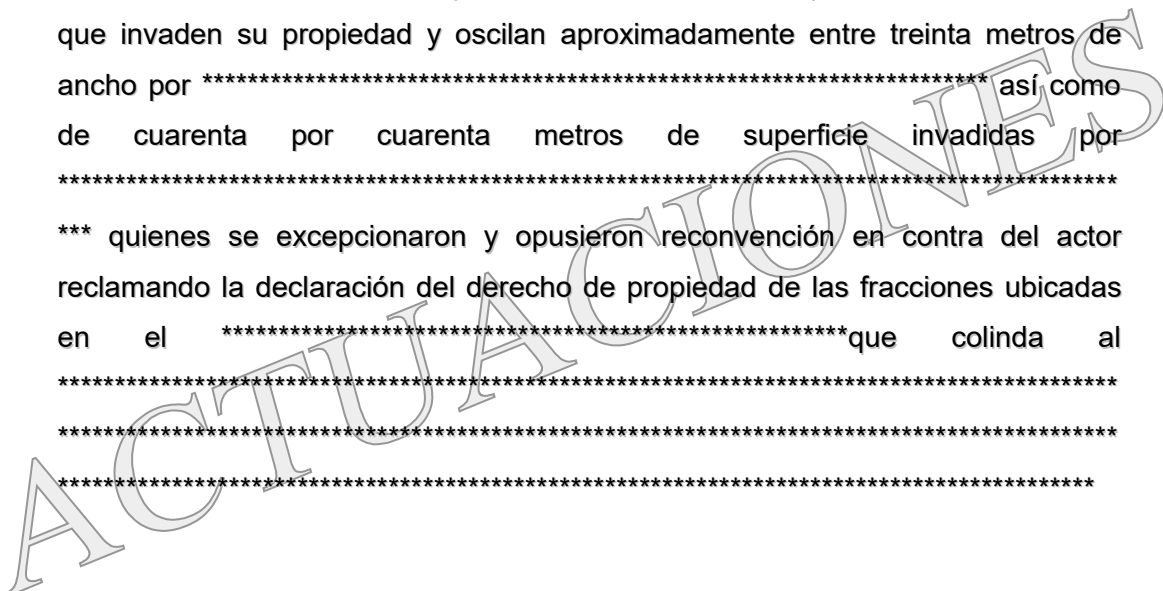 que invaden su propiedad y oscilan aproximadamente entre treinta metros de
ancho por ********************************************************************** así como
de cuarenta por cuarenta metros de superficie invadidas por
**********************************************************************************************
*** quienes se excepcionaron y opusieron reconvención en contra del actor
reclamando la declaración del derecho de propiedad de las fracciones ubicadas
en el ********************************************************que colinda al
**********************************************************************************************
**********************************************************************************************
********************************************************************************************
ACTUACIONES